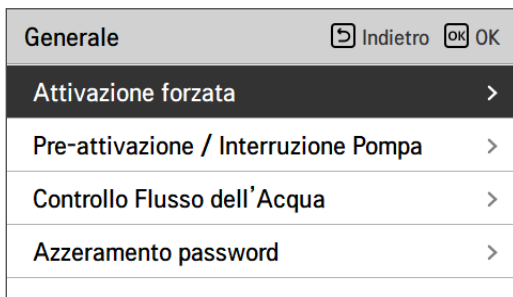 Generale Indietro OK OK
Attivazione forzata
Pre-attivazione / Interruzione Pompa
Controllo Flusso dell'Acqua
Azzeramento password